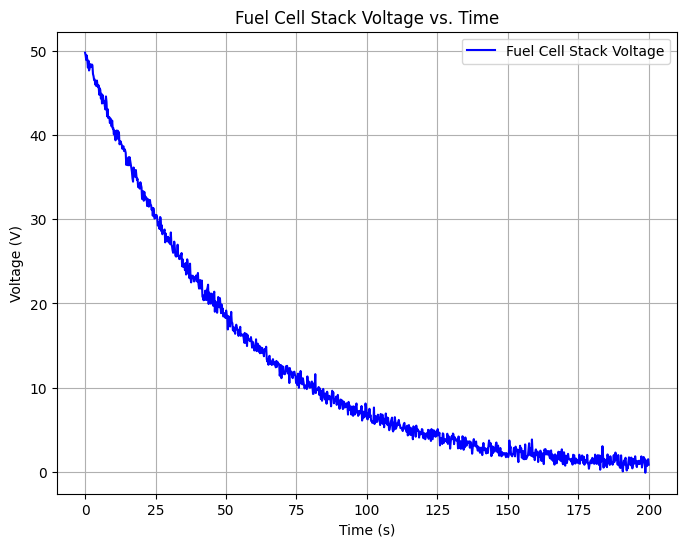 Fuel Cell Stack Voltage vs. Time
Fuel Cell Stack Voltage
Voltage (V)
50
40
30
20
10
0
0 25 50 75 100 125 150 175 200
Time (s)